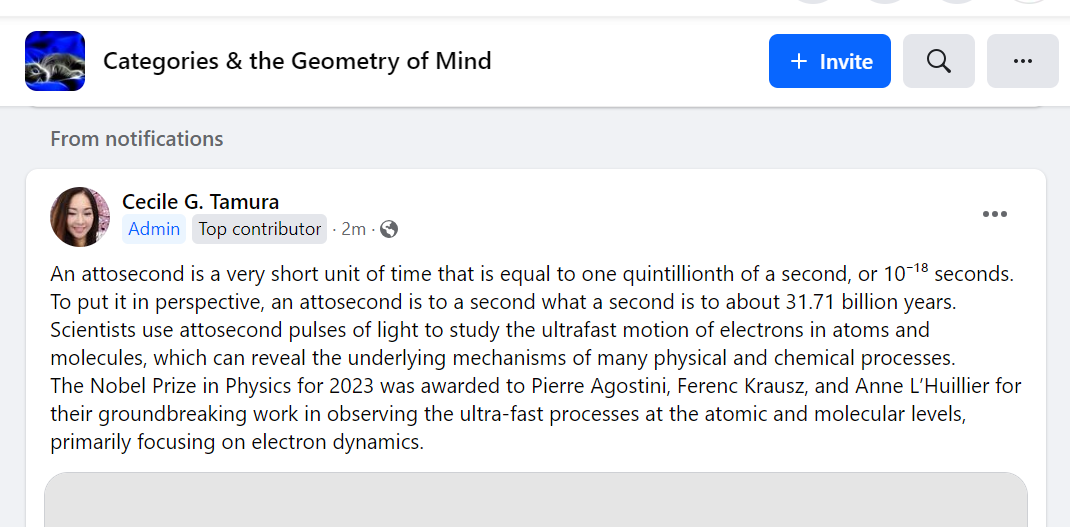 Categories & the Geometry of Mind
+ Invite
From notifications
Cecile G. Tamura
Admin Top contributor · 2m ·
An attosecond is a very short unit of time that is equal to one quintillionth of a second, or 10⁻¹⁸ seconds.
To put it in perspective, an attosecond is to a second what a second is to about 31.71 billion years.
Scientists use attosecond pulses of light to study the ultrafast motion of electrons in atoms and
molecules, which can reveal the underlying mechanisms of many physical and chemical processes.
The Nobel Prize in Physics for 2023 was awarded to Pierre Agostini, Ferenc Krausz, and Anne L’Huillier for
their groundbreaking work in observing the ultra-fast processes at the atomic and molecular levels,
primarily focusing on electron dynamics.